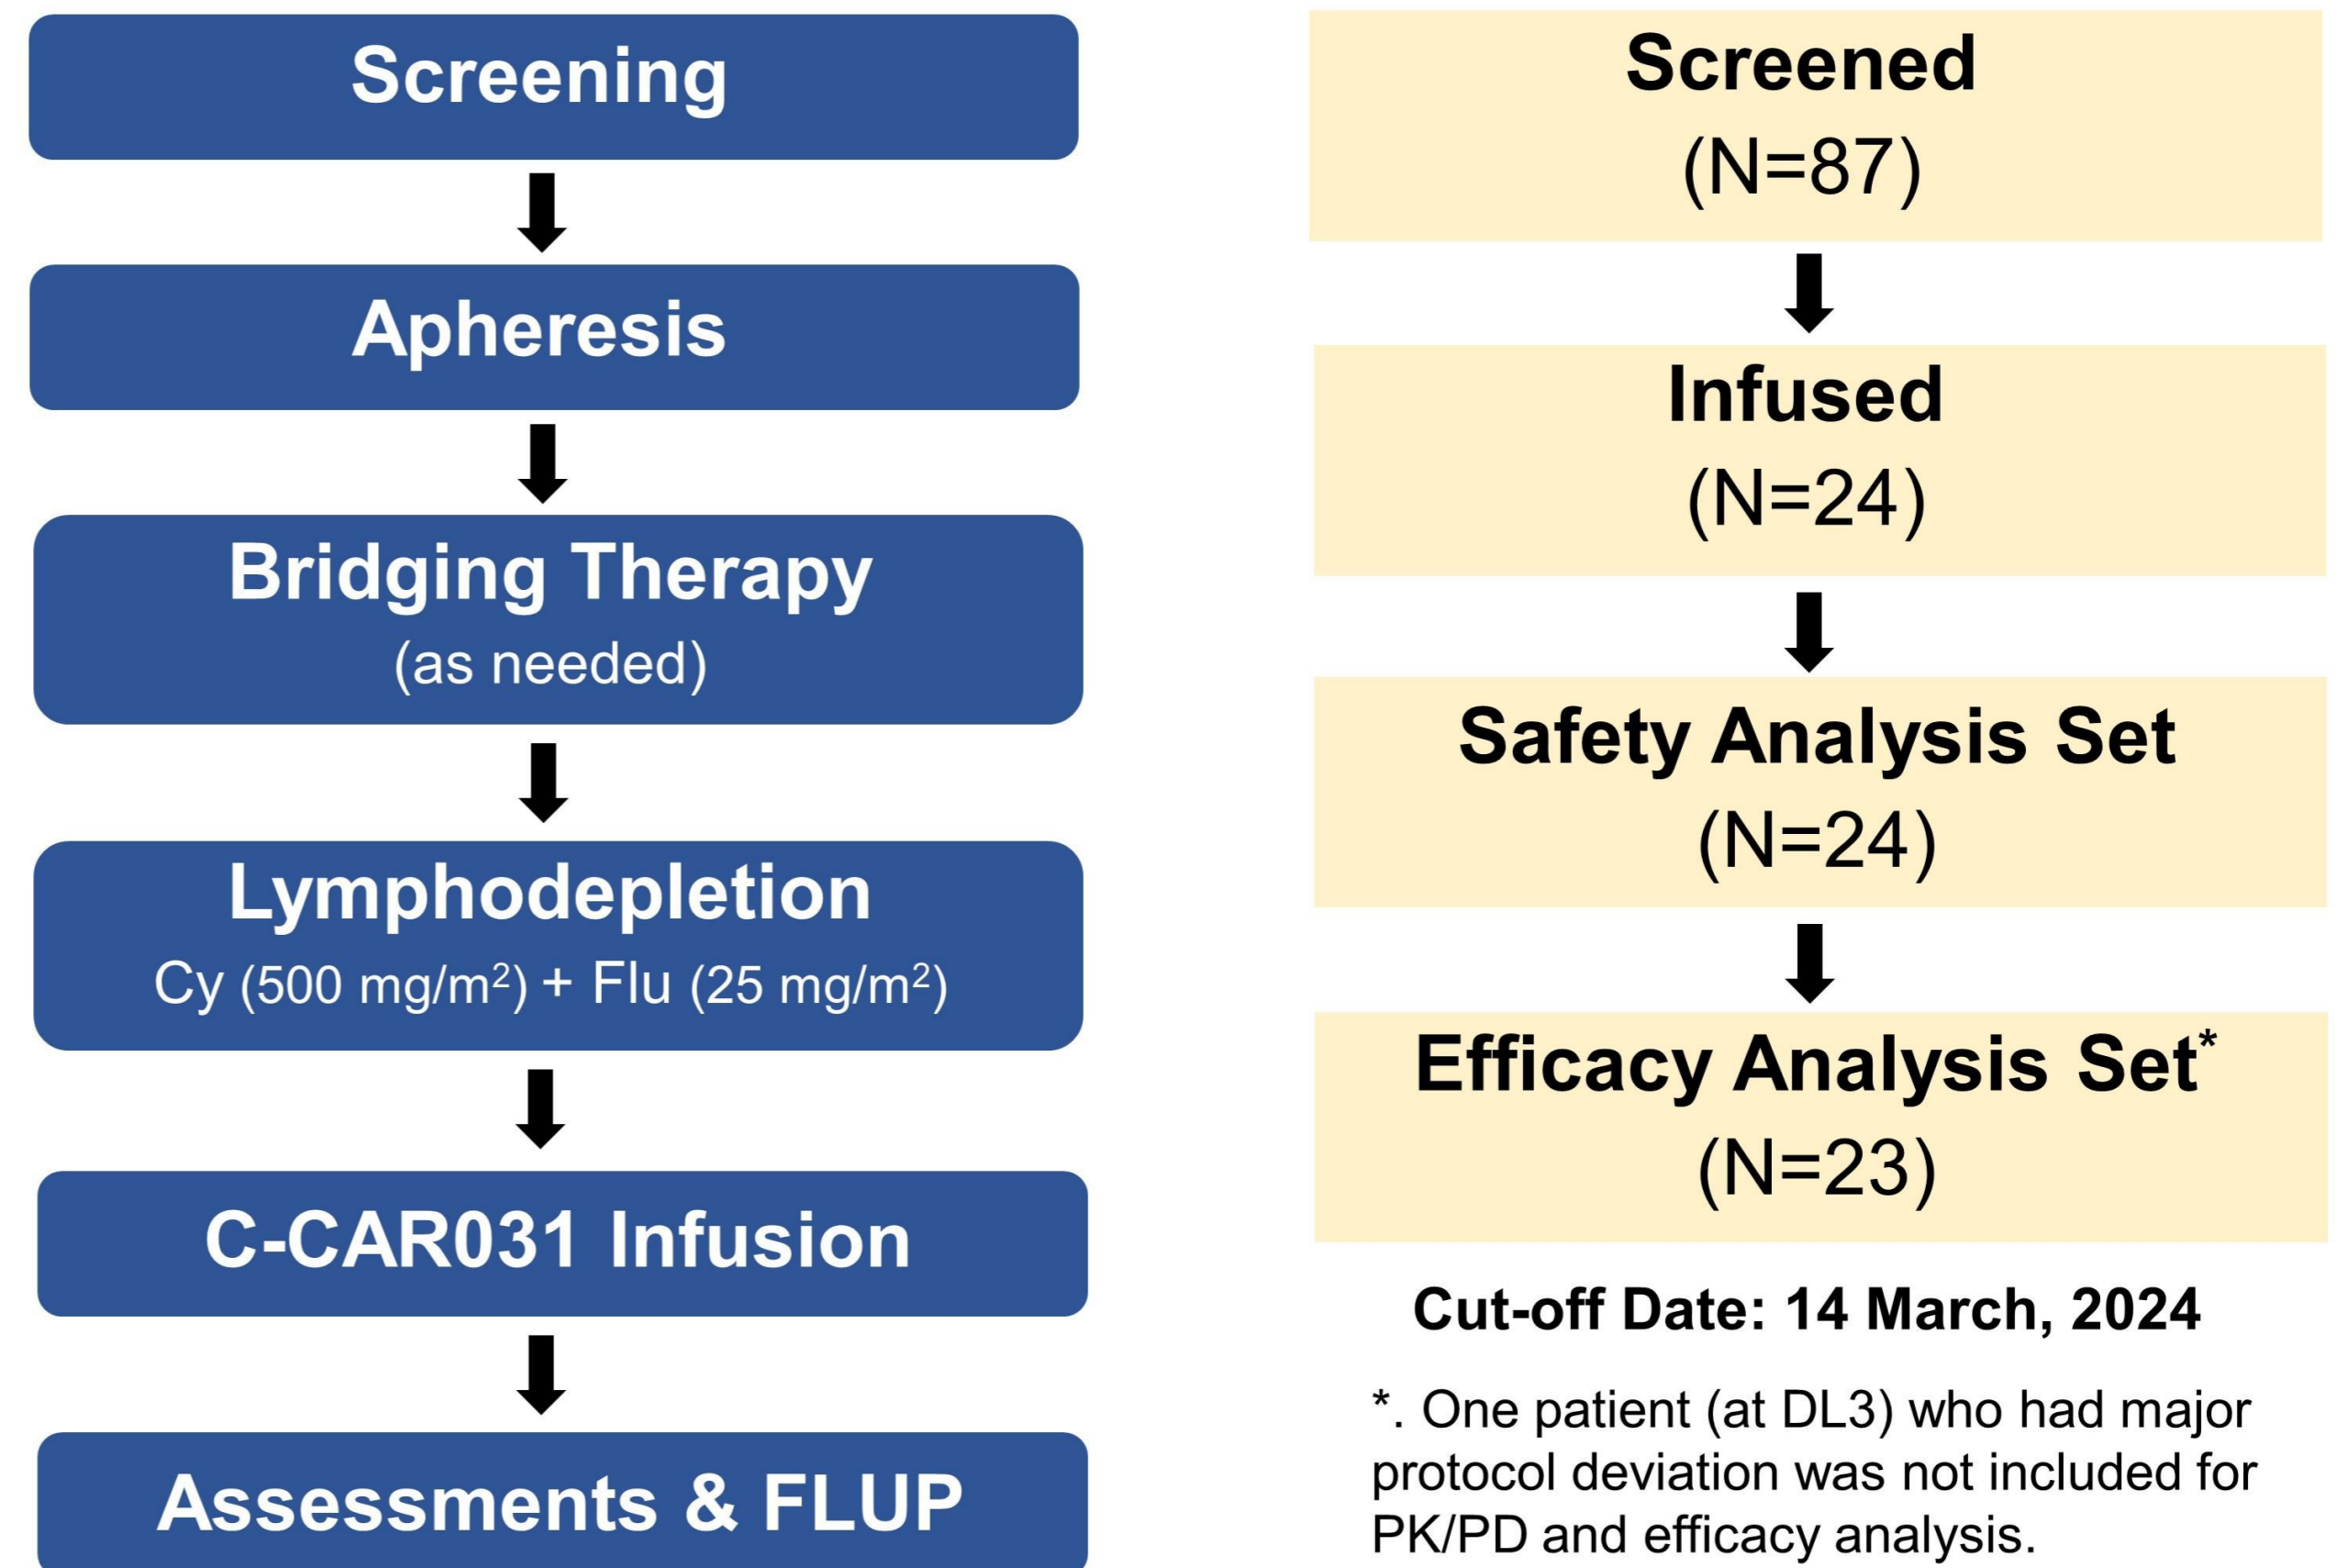 Screening
Apheresis
Bridging Therapy
(as needed)
Lymphodepletion
Cy (500 mg/m²) + Flu (25 mg/m²)
C-CAR031 Infusion
Assessments & FLUP
Screened
(N=87)
Infused
(N=24)
Safety Analysis Set
(N=24)
Efficacy Analysis Set*
(N=23)
Cut-off Date: 14 March, 2024
*. One patient (at DL3) who had major
protocol deviation was not included for
PK/PD and efficacy analysis.